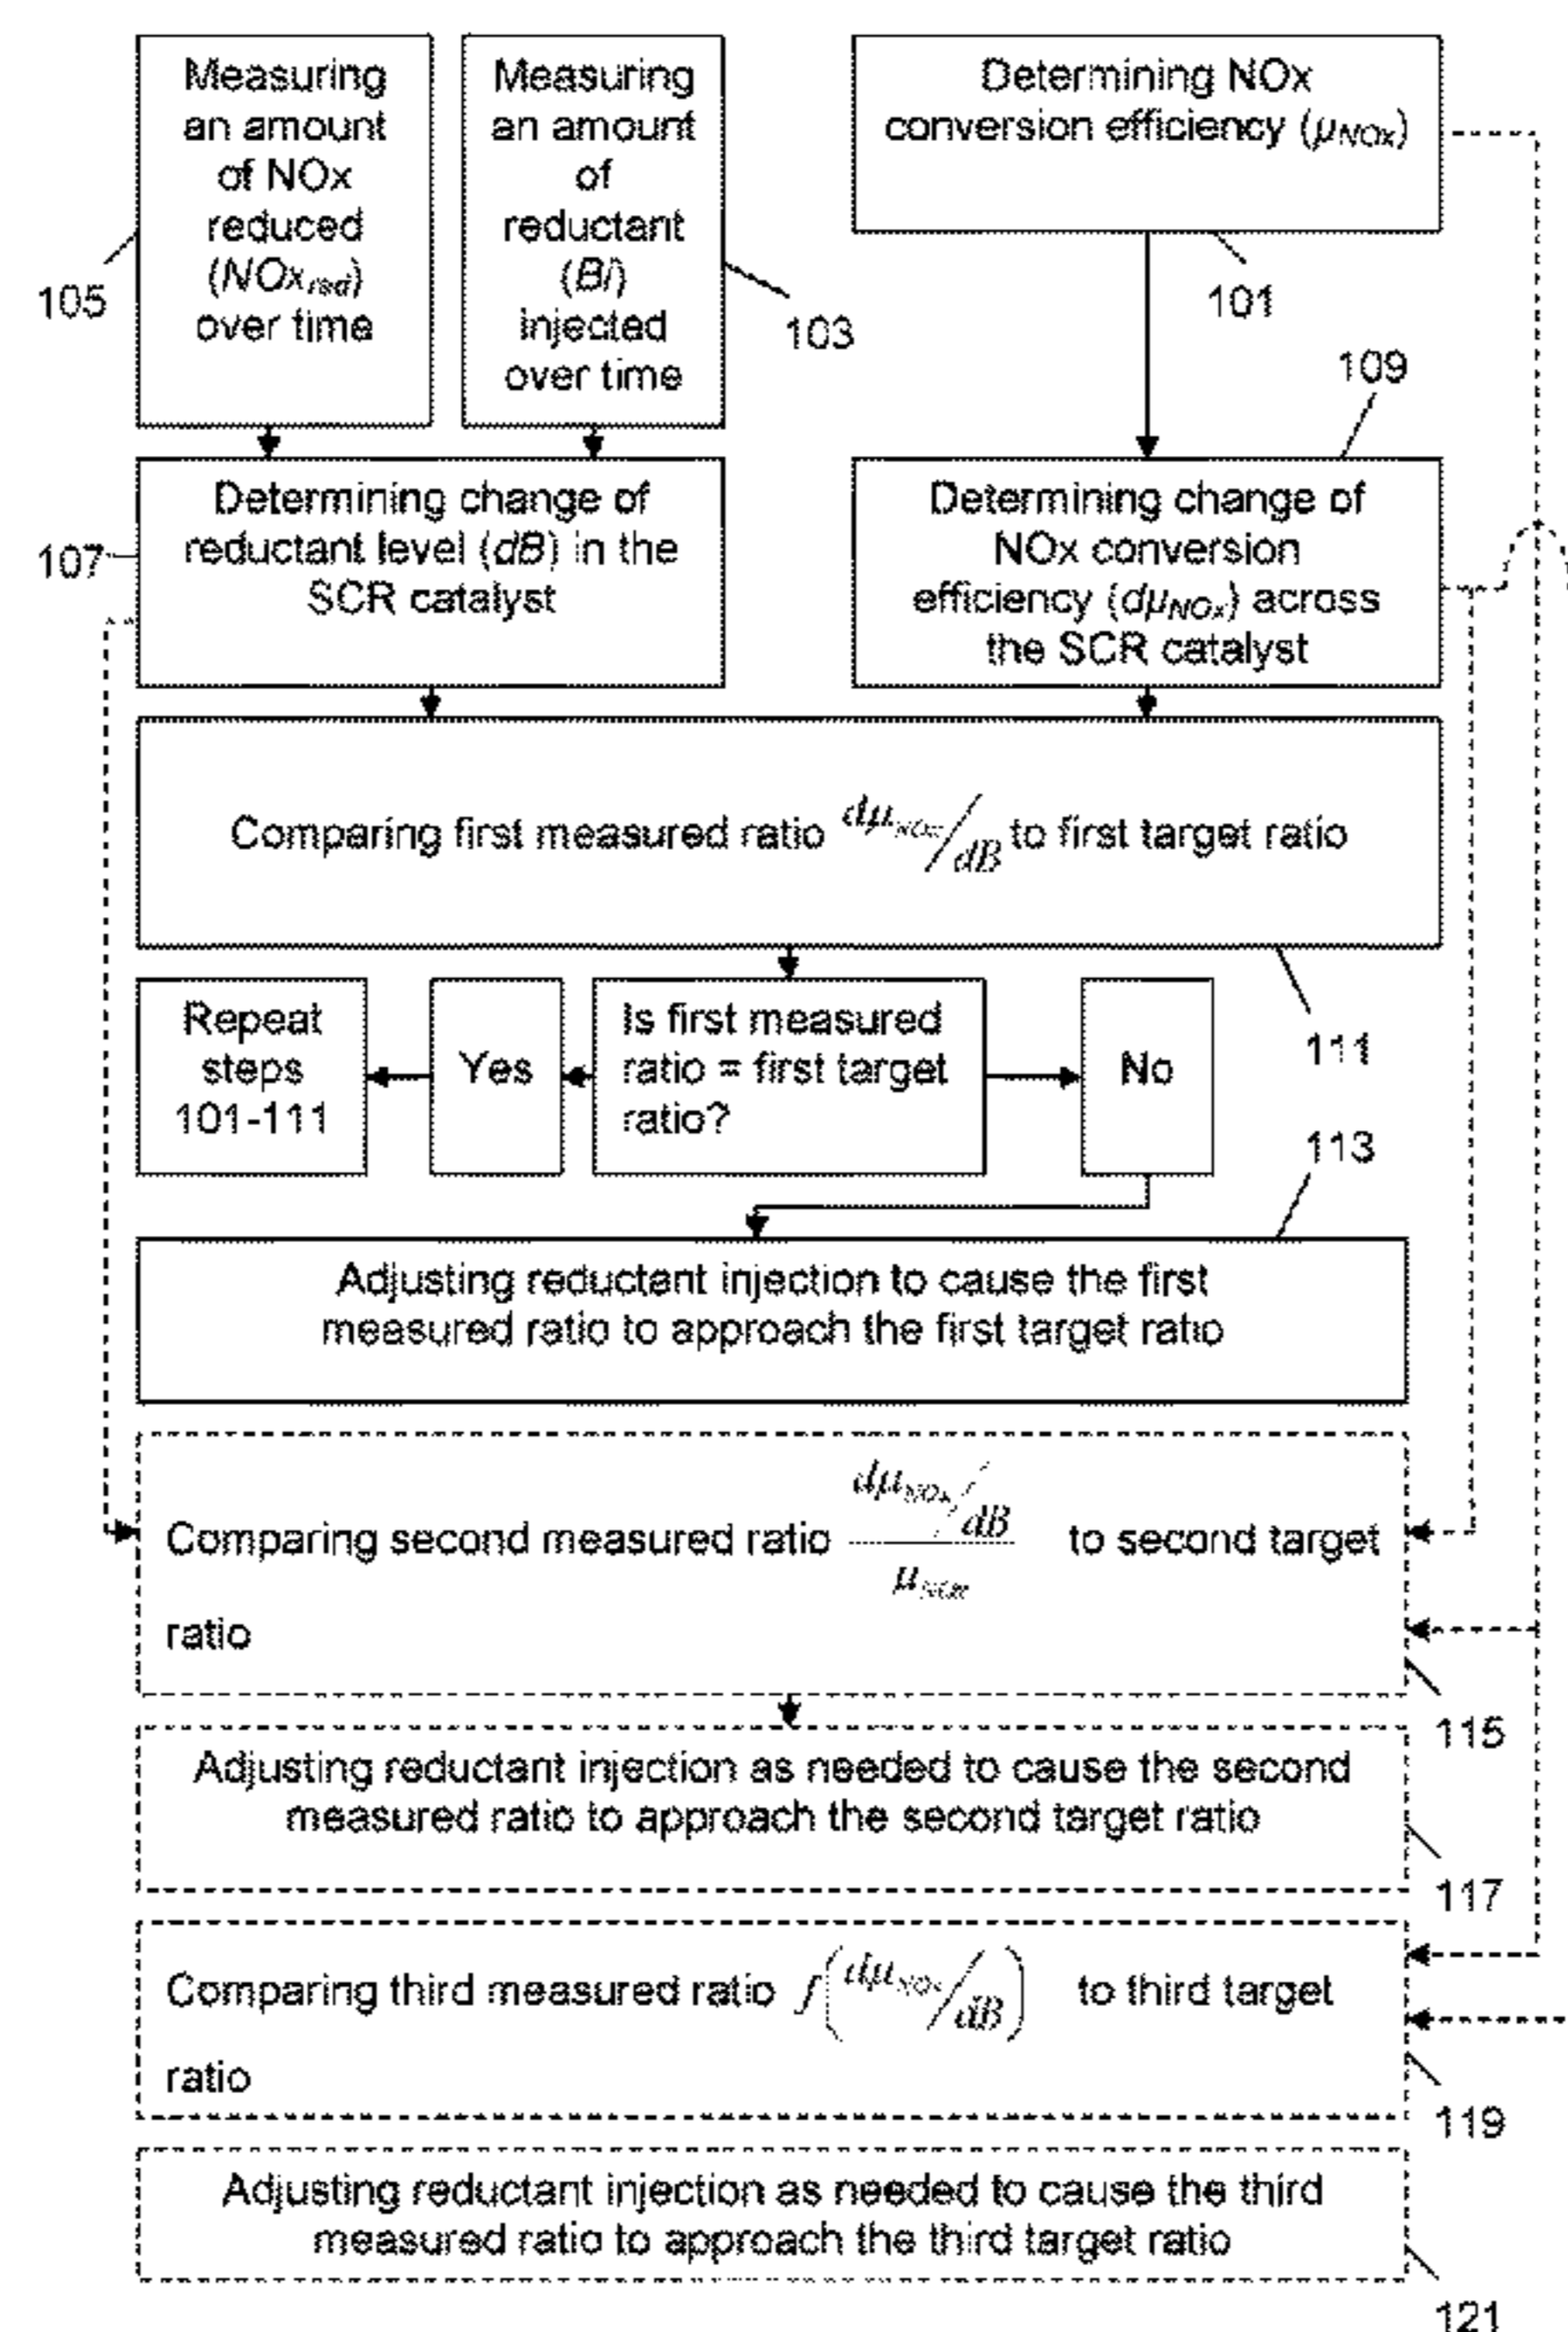 Measuring
an amount
of NOx
reduced
(NOxred)
over time
105
Measuring
an amount
of
reductant
(Bi)
injected
over time
103
Determining NOx
conversion efficiency (μNOx)
101
109
Determining change of
reductant level (dB) in the
SCR catalyst
107
Determining change of
NOx conversion
efficiency (dμNOx) across
the SCR catalyst
Comparing first measured ratio dμNOx/dB to first target ratio
111
Repeat
steps
101-111
Yes
Is first measured
ratio = first target
ratio?
No
113
Adjusting reductant injection to cause the first
measured ratio to approach the first target ratio
dμNOx/dB
Comparing second measured ratio to second target
μNOx
ratio
115
Adjusting reductant injection as needed to cause the second
measured ratio to approach the second target ratio
117
Comparing third measured ratio f(dμNOx/dB) to third target
ratio
119
Adjusting reductant injection as needed to cause the third
measured ratio to approach the third target ratio
121